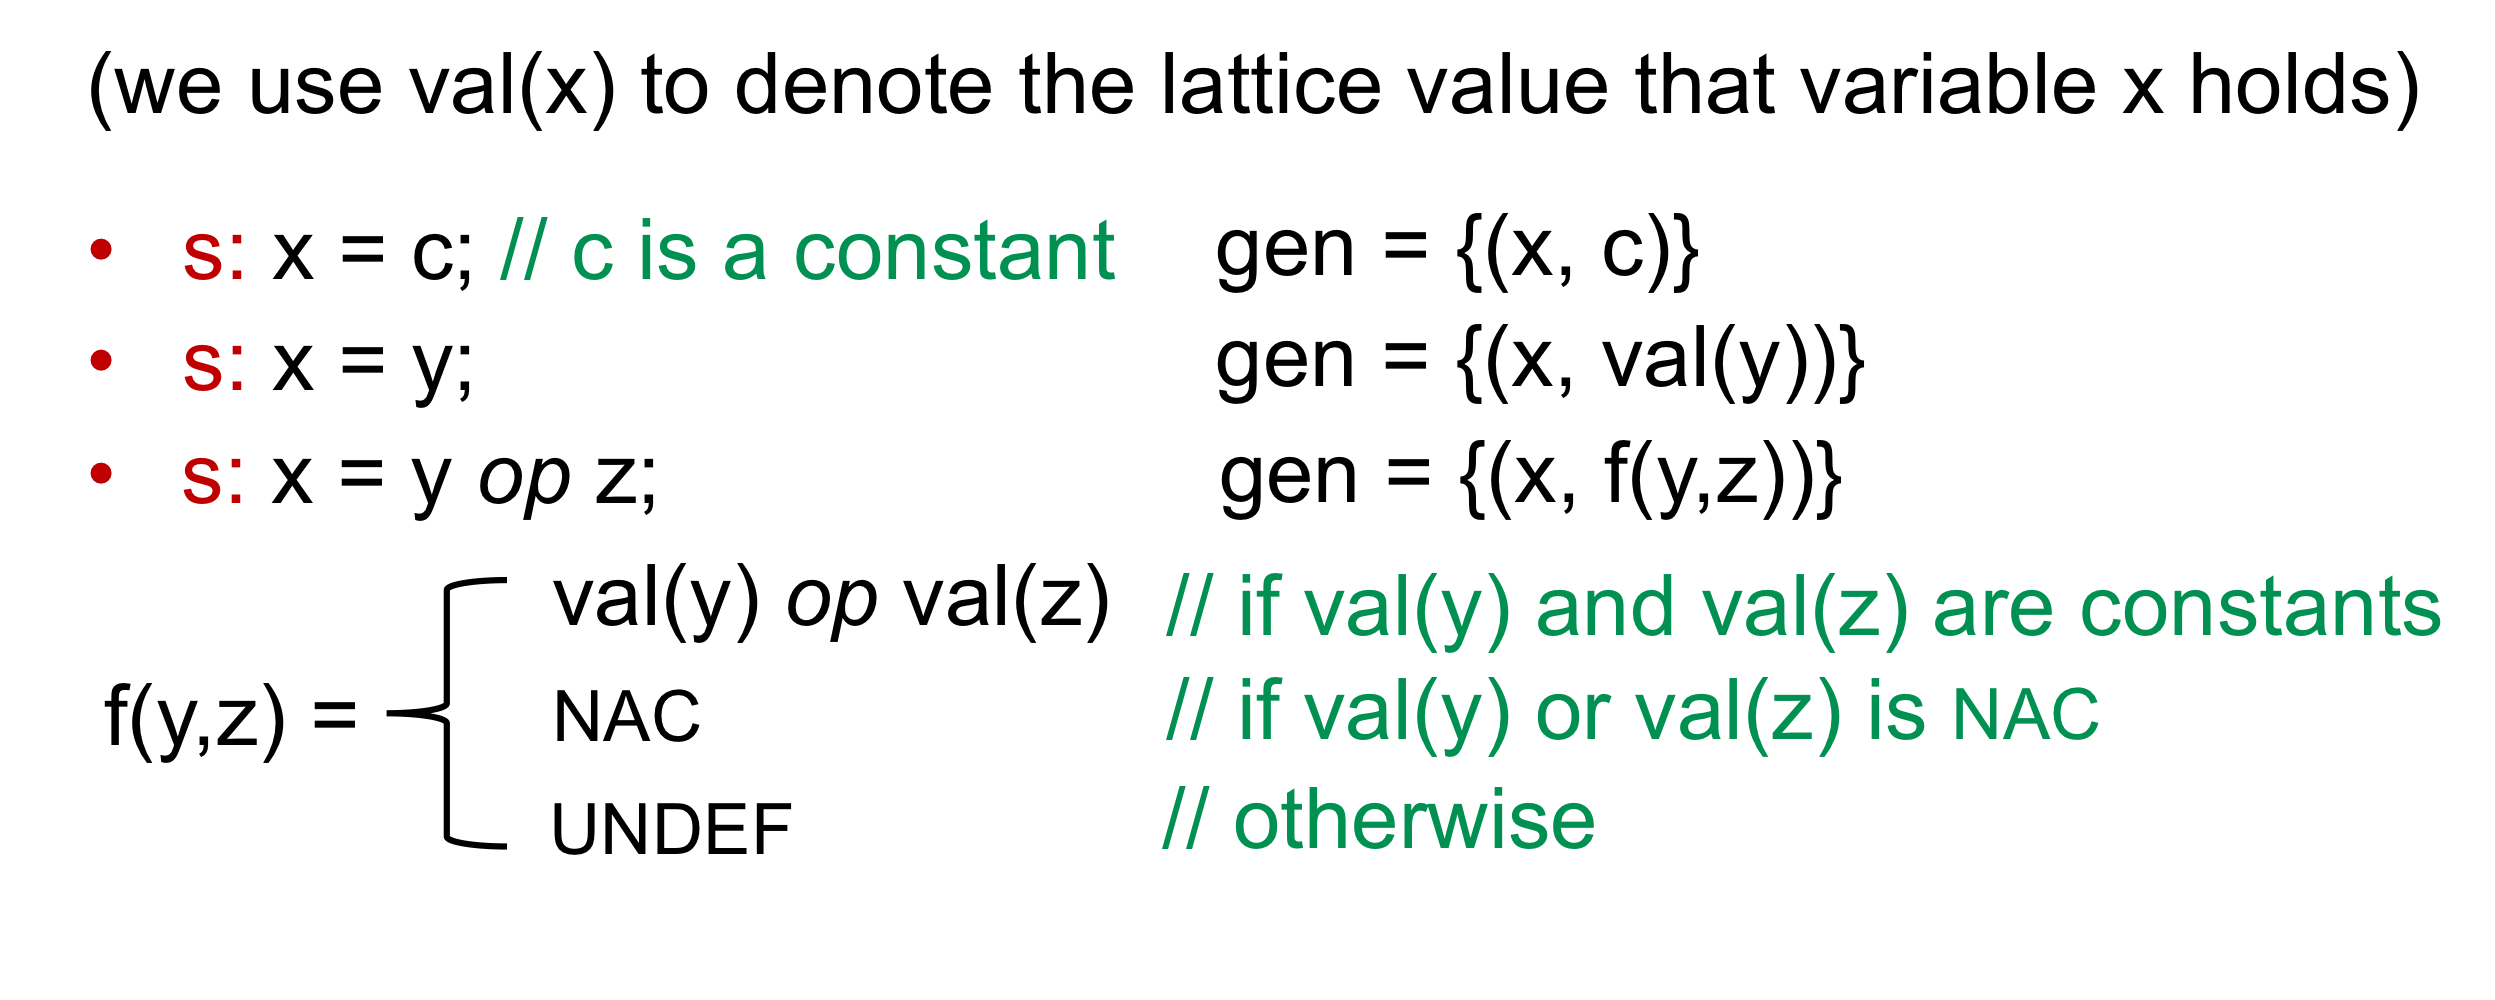 (we use val(x) to denote the lattice value that variable x holds)
• s: x = c; // c is a constant gen = {(x, c)}
• s: x = y; gen = {(x, val(y))}
• s: x = y op z; gen = {(x, f(y,z))}
val(y) op val(z) // if val(y) and val(z) are constants
f(y,z) = NAC // if val(y) or val(z) is NAC
UNDEF // otherwise